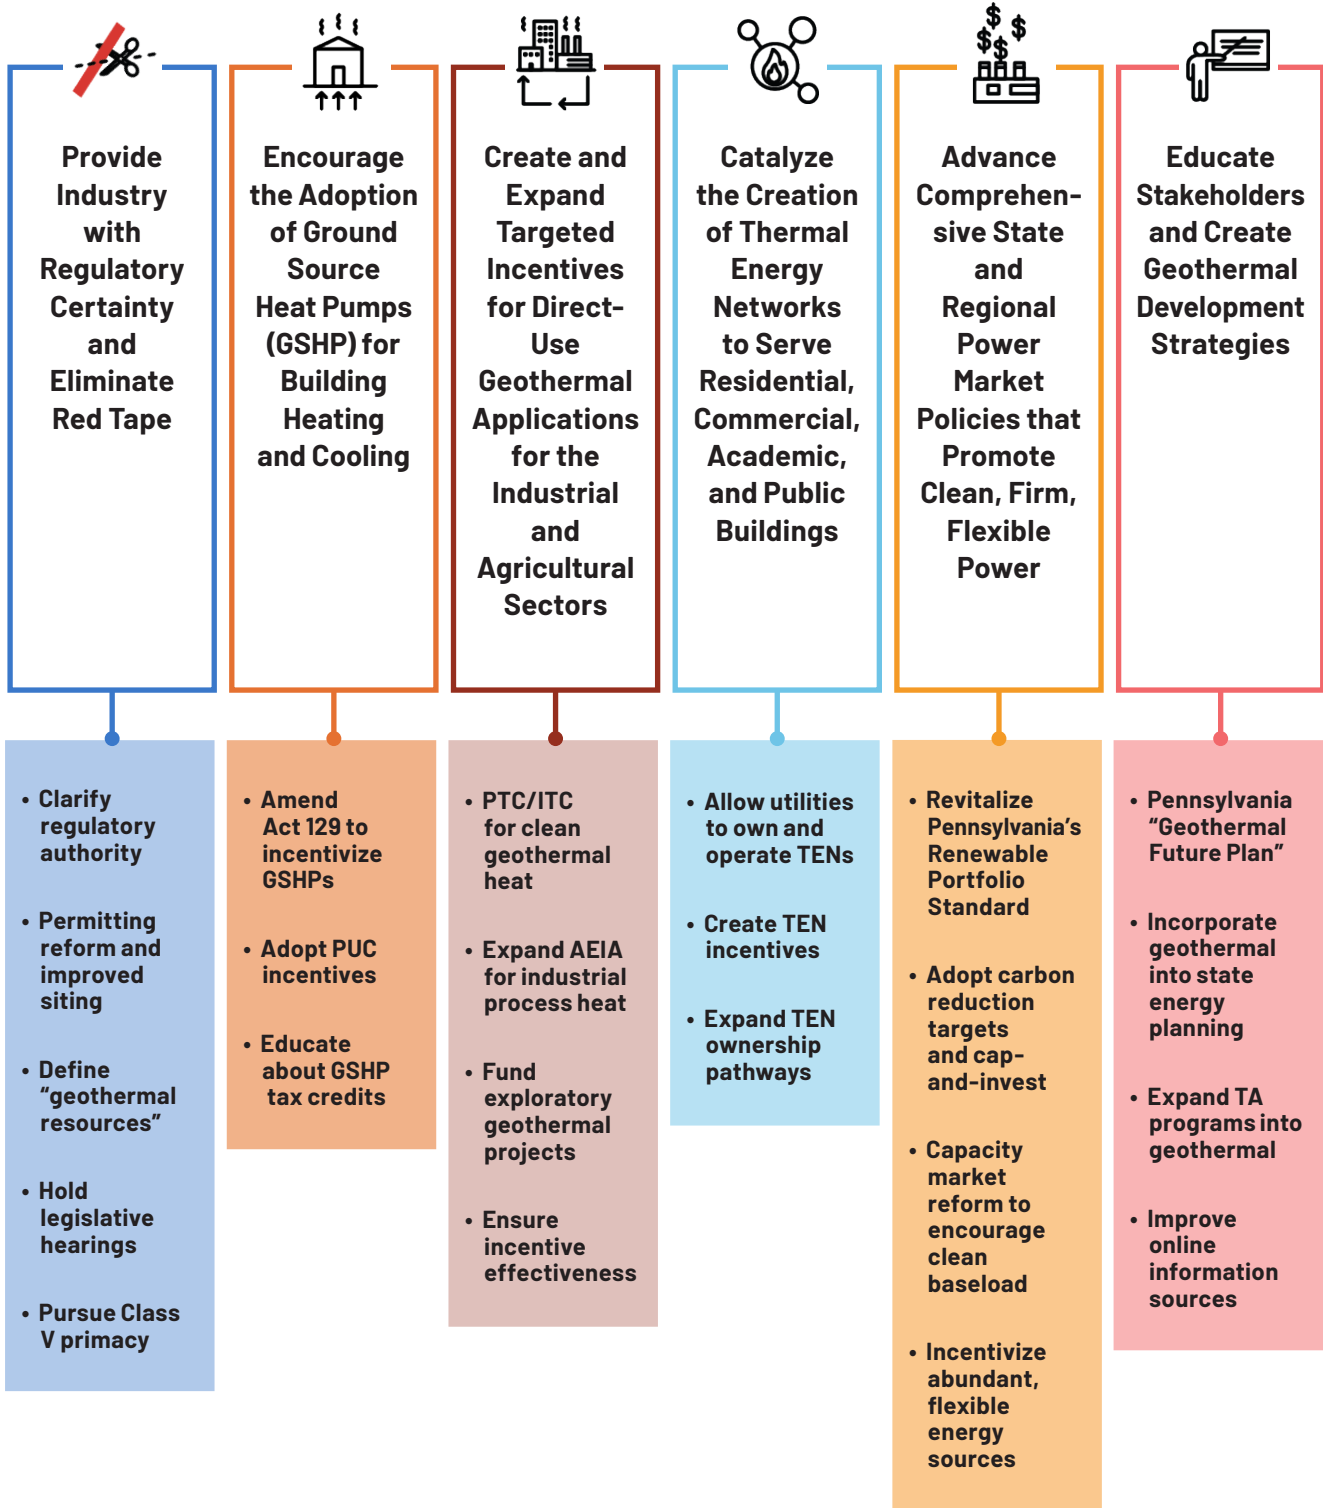 Provide
Industry
with
Regulatory
Certainty
and
Eliminate
Red Tape
Encourage
the Adoption
of Ground
Source
Heat Pumps
(GSHP) for
Building
Heating
and Cooling
Create and
Expand
Targeted
Incentives
for Direct-
Use
Geothermal
Applications
for the
Industrial
and
Agricultural
Sectors
Catalyze
the Creation
of Thermal
Energy
Networks
to Serve
Residential,
Commercial,
Academic,
and Public
Buildings
Advance
Comprehen-
sive State
and
Regional
Power
Market
Policies that
Promote
Clean, Firm,
Flexible
Power
Educate
Stakeholders
and Create
Geothermal
Development
Strategies
• Clarify
regulatory
authority
• Permitting
reform and
improved
siting
• Define
“geothermal
resources”
• Hold
legislative
hearings
• Pursue Class
V primacy
• Amend
Act 129 to
incentivize
GSHPs
• Adopt PUC
incentives
• Educate
about GSHP
tax credits
• PTC/ITC
for clean
geothermal
heat
• Expand AEIA
for industrial
process heat
• Fund
exploratory
geothermal
projects
• Ensure
incentive
effectiveness
• Allow utilities
to own and
operate TENs
• Create TEN
incentives
• Expand TEN
ownership
pathways
• Revitalize
Pennsylvania’s
Renewable
Portfolio
Standard
• Adopt carbon
reduction
targets
and cap-
and-invest
• Capacity
market
reform to
encourage
clean
baseload
• Incentivize
abundant,
flexible
energy
sources
• Pennsylvania
“Geothermal
Future Plan”
• Incorporate
geothermal
into state
energy
planning
• Expand TA
programs into
geothermal
• Improve
online
information
sources